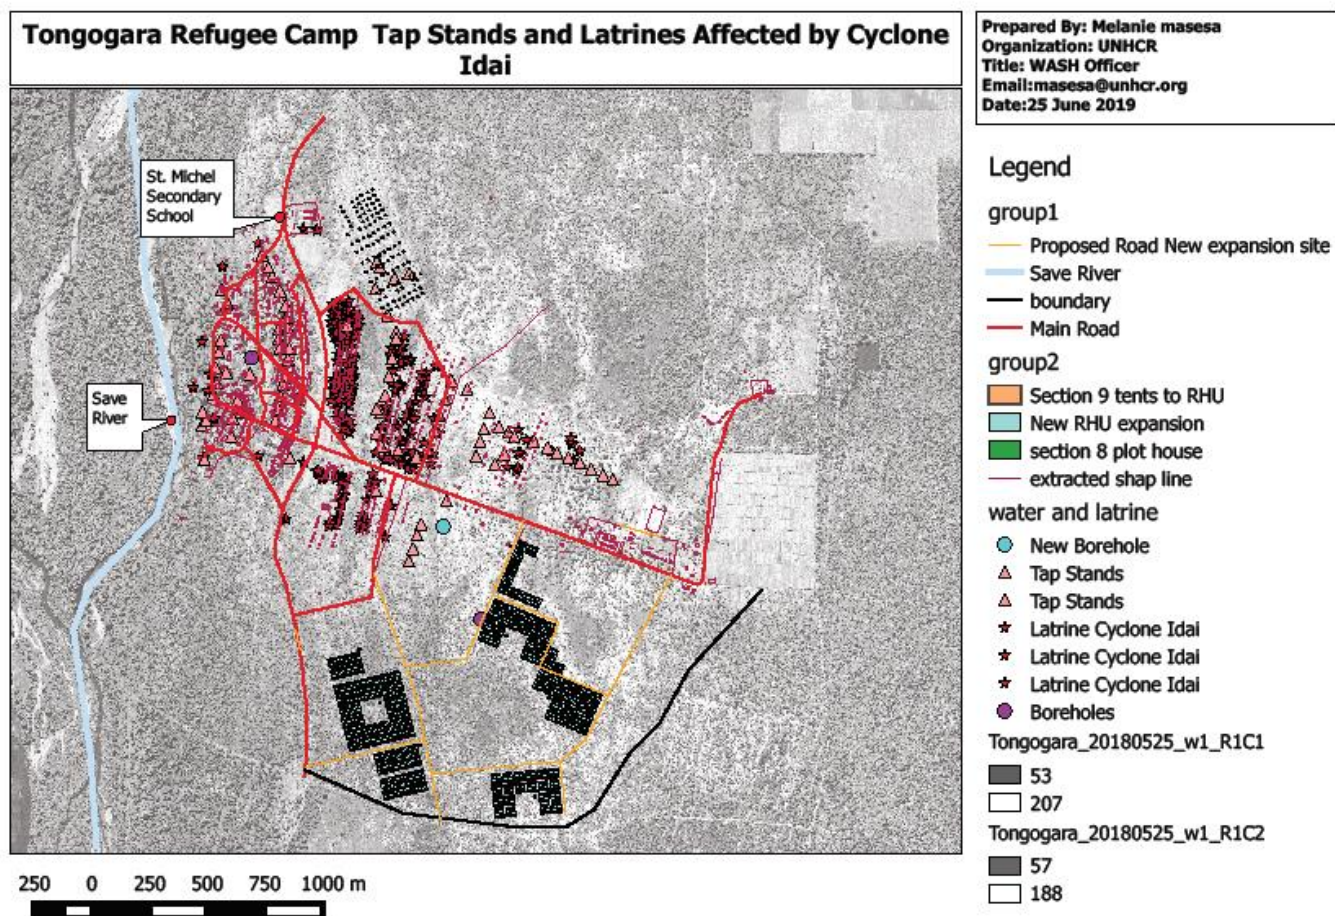 Tongogara Refugee Camp Tap Stands and Latrines Affected by Cyclone
Idai
Prepared By: Melanie masesa
Organization: UNHCR
Title: WASH Officer
Email:masesa@unhcr.org
Date:25 June 2019
St. Michel
Secondary
School
Save
River
Legend
group1
Proposed Road New expansion site
Save River
boundary
Main Road
group2
Section 9 tents to RHU
New RHU expansion
section 8 plot house
extracted shap line
water and latrine
New Borehole
Tap Stands
Tap Stands
Latrine Cyclone Idai
Latrine Cyclone Idai
Latrine Cyclone Idai
Boreholes
Tongogara_20180525_w1_R1C1
53
207
Tongogara_20180525_w1_R1C2
57
188
250 0 250 500 750 1000 m